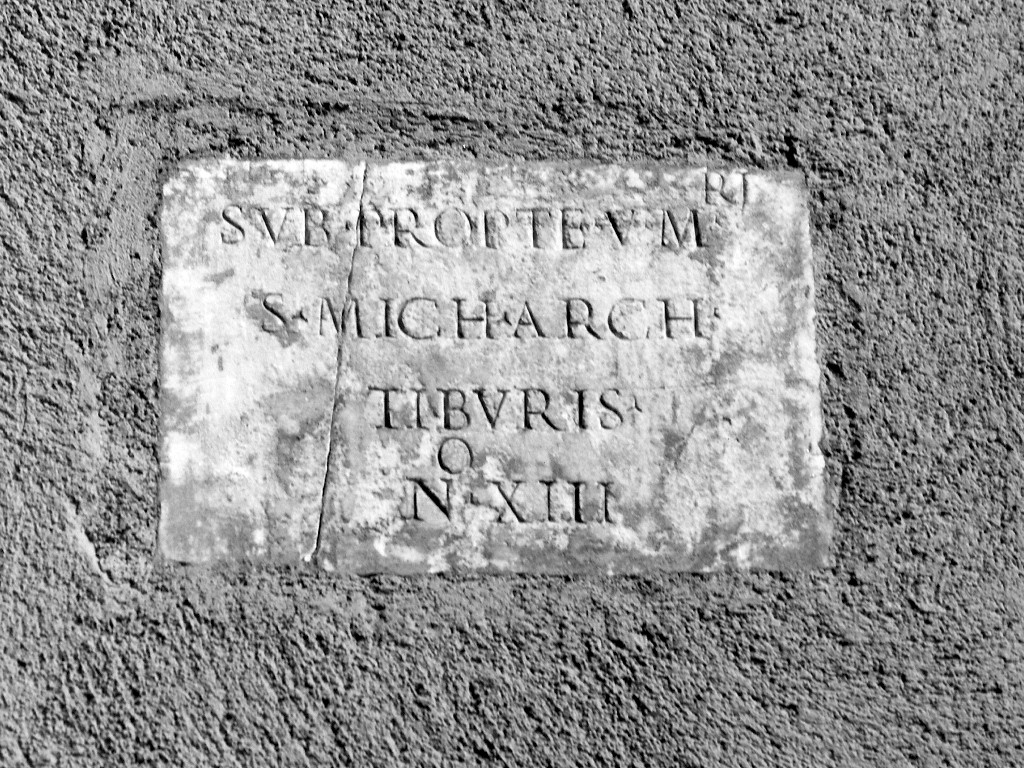 SVB·PROPTE·V·M^RI
S·MICH·ARCH·
TIBVRIS·
N^O·XIII